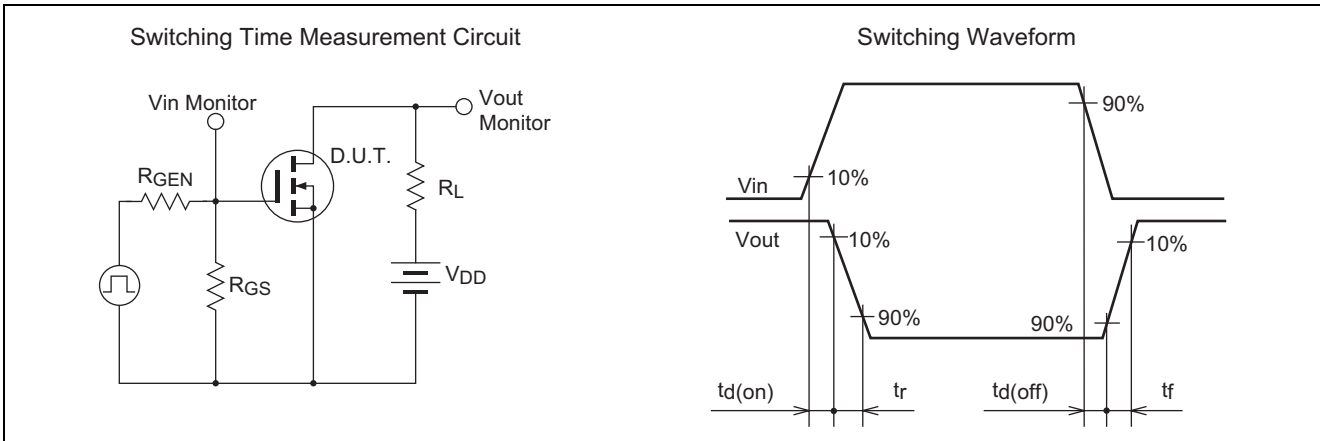 Switching Time Measurement Circuit
Vin Monitor
Vout
Monitor
D.U.T.
RGEN
RL
RGS
VDD
Switching Waveform
90%
Vin
10%
Vout
10%
10%
90%
90%
td(on)
tr
td(off)
tf